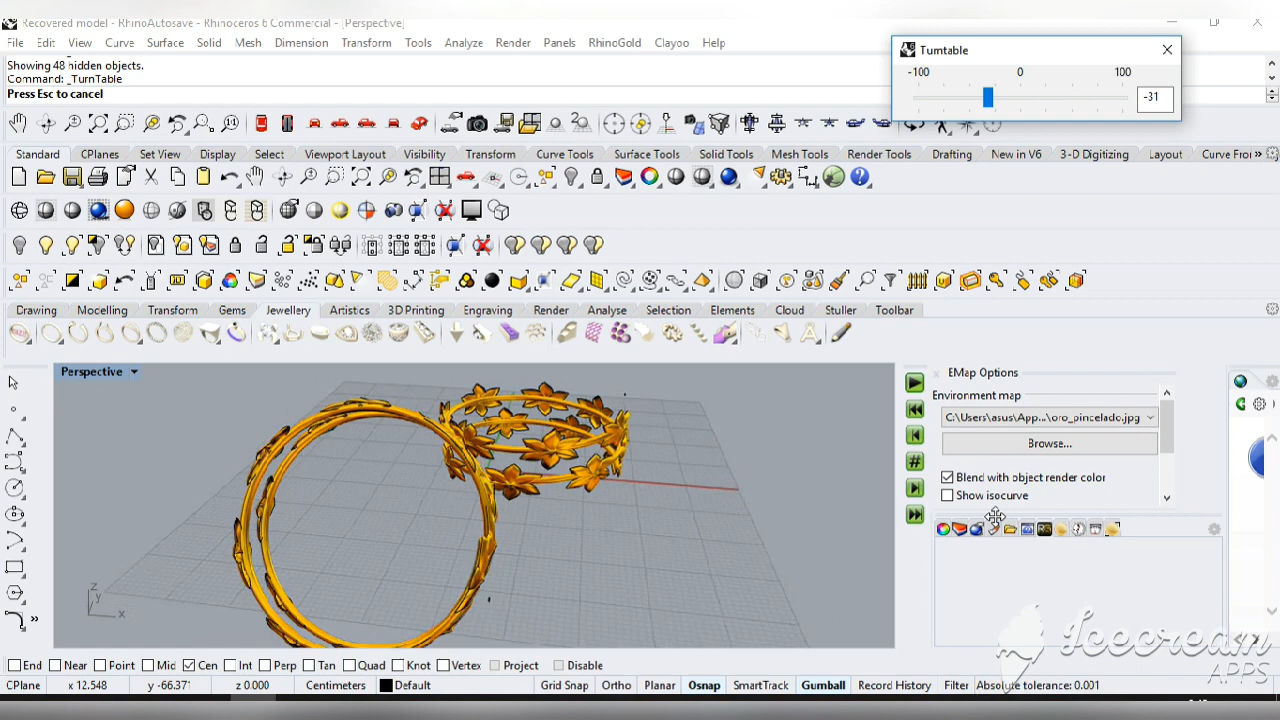 Recovered model - RhinoAutosave - Rhinoceros 6 Commercial - [Perspective]
File Edit View Curve Surface Solid Mesh Dimension Transform Tools Analyze Render Panels RhinoGold Clayoo Help
Turntable
Showing 48 hidden objects.
-100 0 100
Command: _TurnTable
Press Esc to cancel
-31
Standard CPlanes Set View Display Select Viewport Layout Visibility Transform Curve Tools Surface Tools Solid Tools Mesh Tools Render Tools Drafting New in V6 3-D Digitizing Layout Curve Fro
Drawing Modelling Transform Gems Jewellery Artistics 3D Printing Engraving Render Analyse Selection Elements Cloud Stuller Toolbar
Perspective
EMap Options
Environment map
C:\Users\asus\App...\oro_pincelado.jpg
Browse...
Blend with object render color
Show isocurve
z
y
x
Icecream
APPS
End Near Point Mid Cen Int Perp Tan Quad Knot Vertex Project Disable
CPlane x 12.548 y -66.371 z 0.000 Centimeters Default Grid Snap Ortho Planar Osnap SmartTrack Gumball Record History Filter Absolute tolerance: 0.001